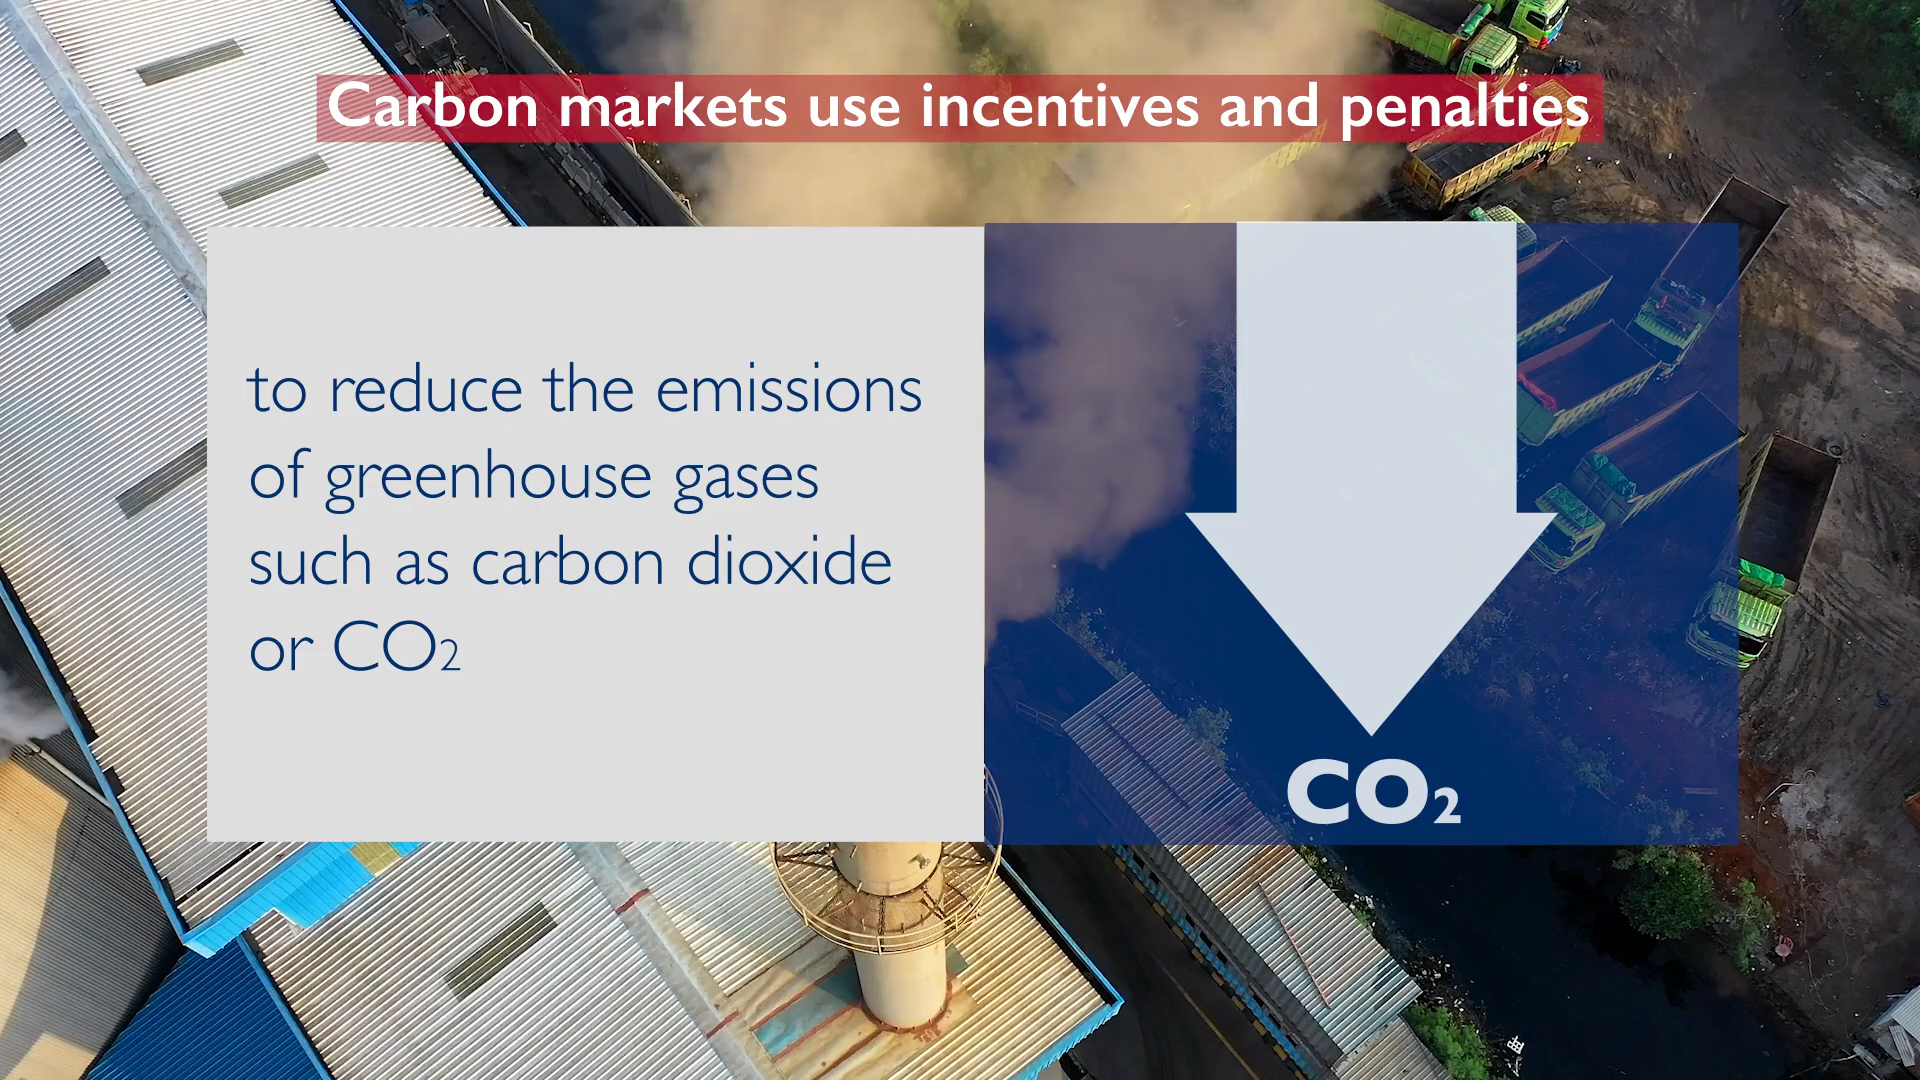 Carbon markets use incentives and penalties
to reduce the emissions
of greenhouse gases
such as carbon dioxide
or CO₂
CO₂